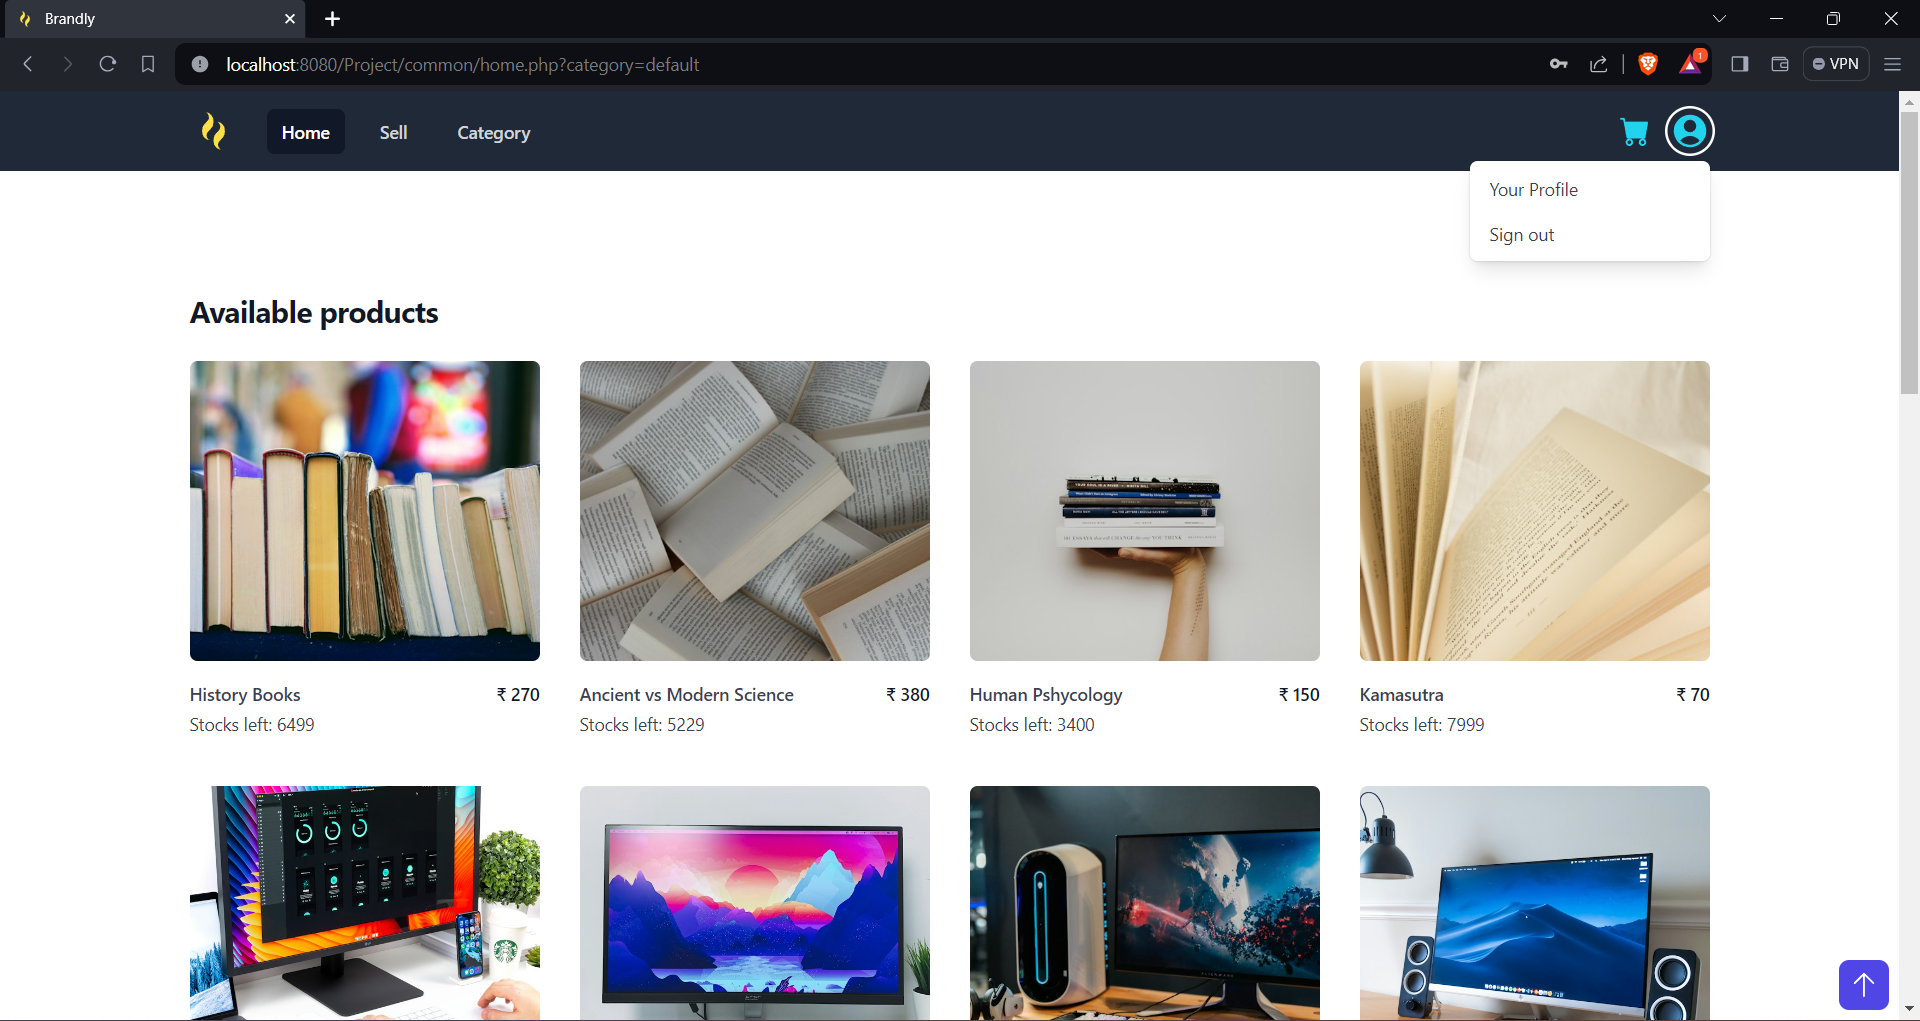 Brandly
localhost:8080/Project/common/home.php?category=default
1
VPN
Home
Sell
Category
Your Profile
Sign out
Available products
History Books
₹ 270
Stocks left: 6499
Ancient vs Modern Science
₹ 380
Stocks left: 5229
Human Pshycology
₹ 150
Stocks left: 3400
Kamasutra
₹ 70
Stocks left: 7999